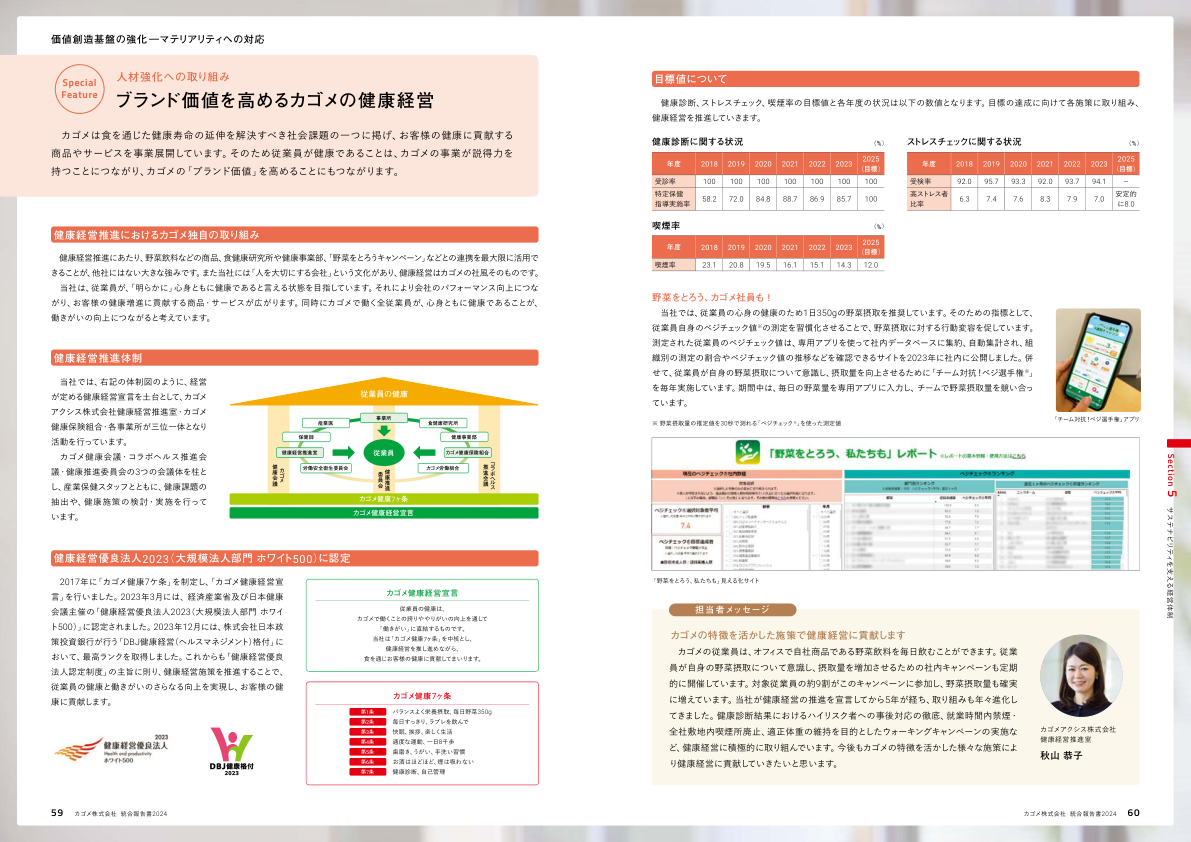 価値創造基盤の強化―マテリアリティへの対応
Special
Feature
人材強化への取り組み
ブランド価値を高めるカゴメの健康経営
カゴメは食を通じた健康寿命の延伸を解決すべき社会課題の一つに掲げ、お客様の健康に貢献する
商品やサービスを事業展開しています。そのため従業員が健康であることは、カゴメの事業が説得力を
持つことにつながり、カゴメの「ブランド価値」を高めることにもつながります。
健康経営推進におけるカゴメ独自の取り組み
健康経営推進にあたり、野菜飲料などの商品、食健康研究所や健康事業部、「野菜をとろうキャンペーン」などとの連携を最大限に活用で
きることが、他社にはない大きな強みです。また当社には「人を大切にする会社」という文化があり、健康経営はカゴメの社風そのものです。
当社は、従業員が、「明らかに」心身ともに健康であると言える状態を目指しています。それにより会社のパフォーマンス向上につな
がり、お客様の健康増進に貢献する商品・サービスが広がります。同時にカゴメで働く全従業員が、心身ともに健康であることが、
働きがいの向上につながると考えています。
健康経営推進体制
当社では、右記の体制図のように、経営
が定める健康経営宣言を土台として、カゴメ
アクシス株式会社健康経営推進室・カゴメ
健康保険組合・各事業所が三位一体となり
活動を行っています。
カゴメ健康会議・コラボヘルス推進会
議・健康推進委員会の3つの会議体を柱と
し、産業保健スタッフとともに、健康課題の
抽出や、健康施策の検討・実施を行って
います。
従業員の健康
事業所
産業医
食健康研究所
保健師
健康事業部
健康経営推進室
従業員
カゴメ健康保険組合
労働安全衛生委員会
カゴメ労働組合
カゴメ
健康会議
健康推進
委員会
コラボヘルス
推進会議
カゴメ健康7ヶ条
カゴメ健康経営宣言
健康経営優良法人2023(大規模法人部門 ホワイト500)に認定
2017年に「カゴメ健康7ケ条」を制定し、「カゴメ健康経営宣
言」を行いました。2023年3月には、経済産業省及び日本健康
会議主催の「健康経営優良法人2023(大規模法人部門 ホワイ
ト500)」に認定されました。2023年12月には、株式会社日本政
策投資銀行が行う「DBJ健康経営(ヘルスマネジメント)格付」に
おいて、最高ランクを取得しました。これからも「健康経営優良
法人認定制度」の主旨に則り、健康経営施策を推進することで、
従業員の健康と働きがいのさらなる向上を実現し、お客様の健
康に貢献します。
2023
健康経営優良法人
Health and productivity
ホワイト500
DBJ健康格付
2023
カゴメ健康経営宣言
従業員の健康は、
カゴメで働くことの誇りややりがいの向上を通じて
「働きがい」に直結するものです。
当社は「カゴメ健康7ヶ条」を中核とし、
健康経営を推し進めながら、
食を通じお客様の健康に貢献してまいります。
カゴメ健康7ヶ条
第1条 バランスよく栄養摂取、毎日野菜350g
第2条 毎日すっきり、ラブレを飲んで
第3条 快眠、挨拶、楽しく生活
第4条 適度な運動、一日8千歩
第5条 歯磨き、うがい、手洗い習慣
第6条 お酒はほどほど、煙は吸わない
第7条 健康診断、自己管理
59 カゴメ株式会社 統合報告書2024
目標値について
健康診断、ストレスチェック、喫煙率の目標値と各年度の状況は以下の数値となります。目標の達成に向けて各施策に取り組み、
健康経営を推進していきます。
健康診断に関する状況 (%)
年度 2018 2019 2020 2021 2022 2023 2025(目標)
受診率 100 100 100 100 100 100 100
特定保健指導実施率 58.2 72.0 84.8 88.7 86.9 85.7 100
ストレスチェックに関する状況 (%)
年度 2018 2019 2020 2021 2022 2023 2025(目標)
受検率 92.0 95.7 93.3 92.0 93.7 94.1 –
高ストレス者比率 6.3 7.4 7.6 8.3 7.9 7.0 安定的に8.0
喫煙率 (%)
年度 2018 2019 2020 2021 2022 2023 2025(目標)
喫煙率 23.1 20.8 19.5 16.1 15.1 14.3 12.0
野菜をとろう、カゴメ社員も!
当社では、従業員の心身の健康のため1日350gの野菜摂取を推奨しています。そのための指標として、
従業員自身のベジチェック値※の測定を習慣化させることで、野菜摂取に対する行動変容を促しています。
測定された従業員のベジチェック値は、専用アプリを使って社内データベースに集約、自動集計され、組
織別の測定の割合やベジチェック値の推移などを確認できるサイトを2023年に社内に公開しました。併
せて、従業員が自身の野菜摂取について意識し、摂取量を向上させるために「チーム対抗!ベジ選手権®」
を毎年実施しています。期間中は、毎日の野菜量を専用アプリに入力し、チームで野菜摂取量を競い合っ
ています。
※ 野菜摂取量の推定値を30秒で測れる「ベジチェック®」を使った測定値
「チーム対抗!ベジ選手権」アプリ
「野菜をとろう、私たちも」レポート
現在のベジチェックの社内数値
ベジチェックのランキング
7.4
「野菜をとろう、私たちも」見える化サイト
担当者メッセージ
カゴメの特徴を活かした施策で健康経営に貢献します
カゴメの従業員は、オフィスで自社商品である野菜飲料を毎日飲むことができます。従業
員が自身の野菜摂取について意識し、摂取量を増加させるための社内キャンペーンも定期
的に開催しています。対象従業員の約9割がこのキャンペーンに参加し、野菜摂取量も確実
に増えています。当社が健康経営の推進を宣言してから5年が経ち、取り組みも年々進化し
てきました。健康診断結果におけるハイリスク者への事後対応の徹底、就業時間内禁煙・
全社敷地内喫煙所廃止、適正体重の維持を目的としたウォーキングキャンペーンの実施な
ど、健康経営に積極的に取り組んでいます。今後もカゴメの特徴を活かした様々な施策によ
り健康経営に貢献していきたいと思います。
カゴメアクシス株式会社
健康経営推進室
秋山 恭子
Section 5
サステナビリティを支える経営体制
カゴメ株式会社 統合報告書2024 60